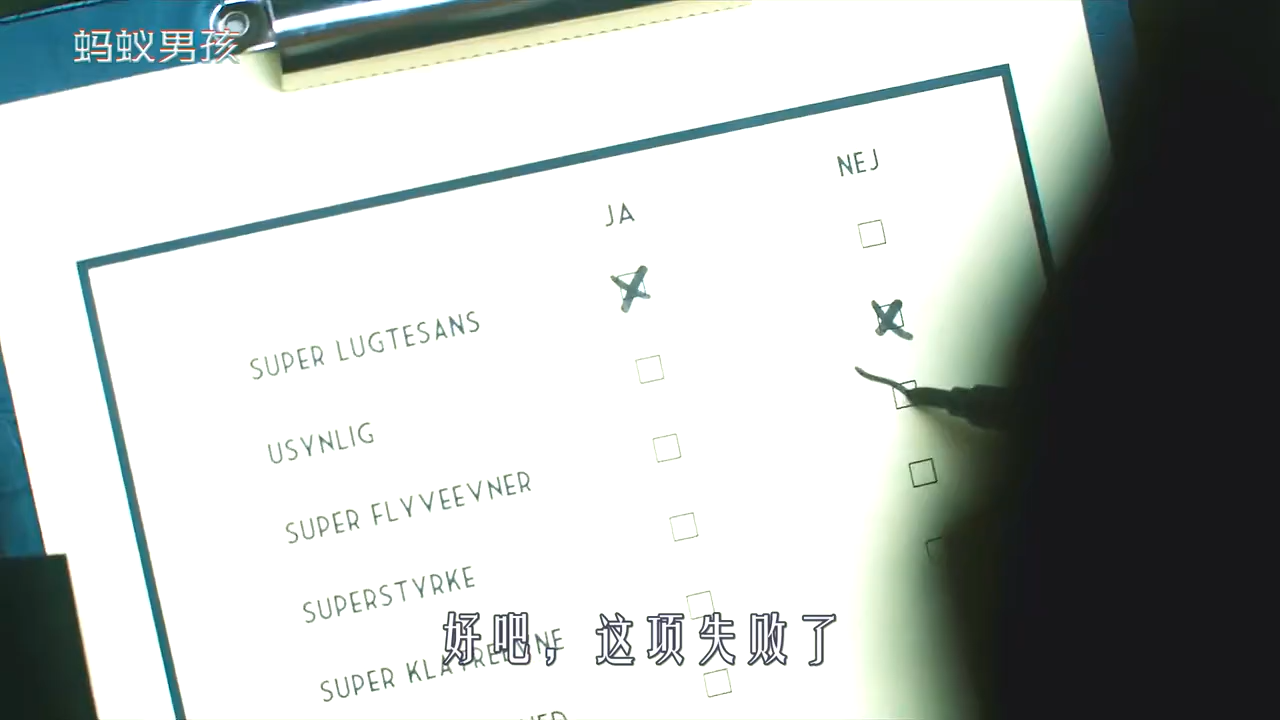 蚂蚁男孩
JA NEJ
SUPER LUGTESANS
USYNLIG
SUPER FLYVEEVNER
SUPERSTYRKE
SUPER
好吧，这项失败了